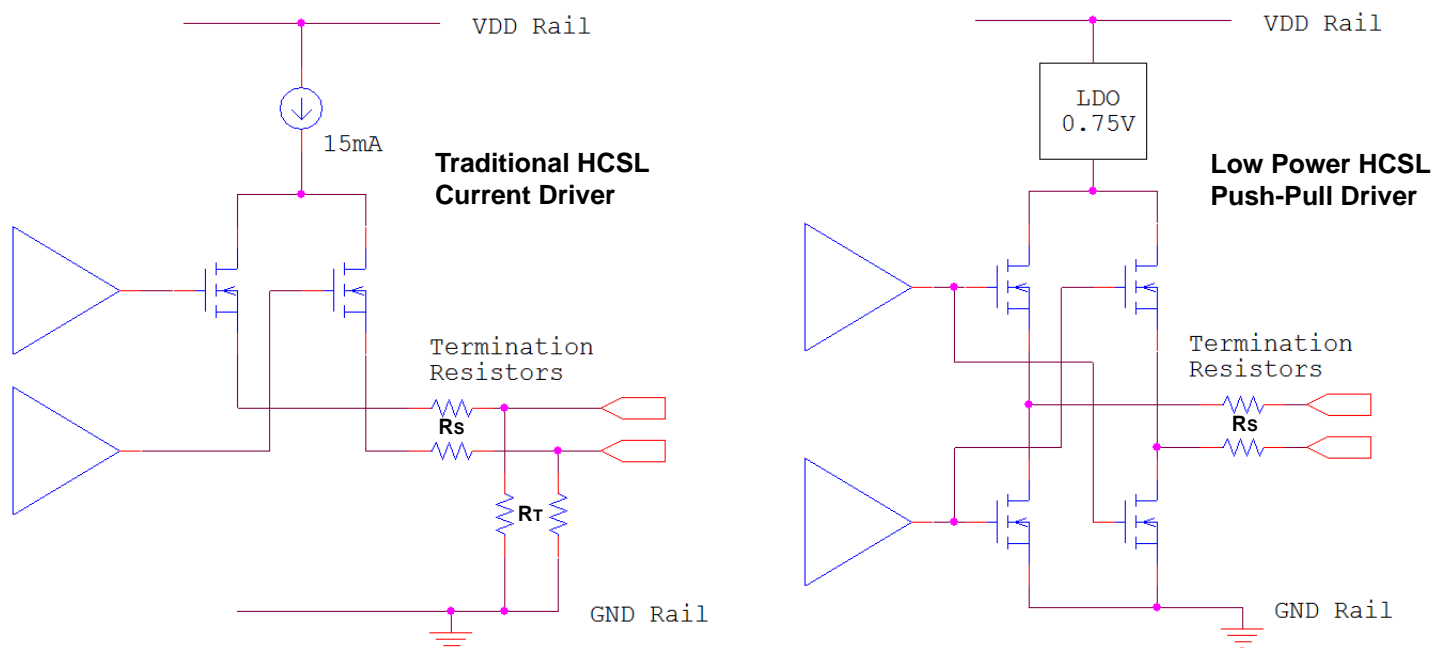 VDD Rail
15mA
Traditional HCSL
Current Driver
Termination
Resistors
Rs
RT
GND Rail
VDD Rail
LDO
0.75V
Low Power HCSL
Push-Pull Driver
Termination
Resistors
Rs
GND Rail